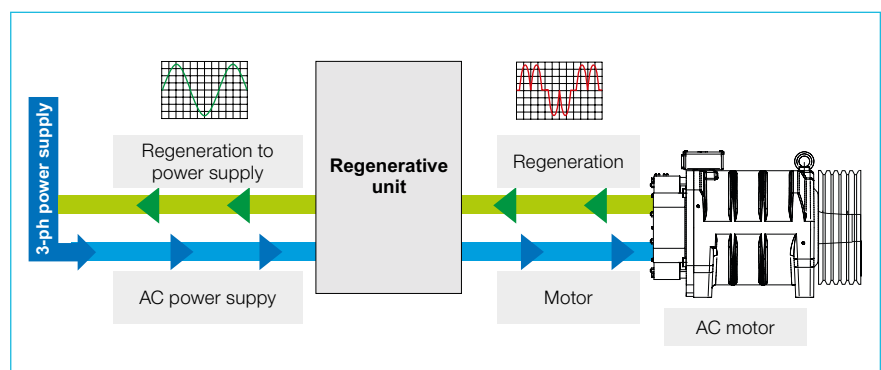 3-ph power supply
Regeneration to
power supply
Regenerative
unit
Regeneration
AC power suppy
Motor
AC motor